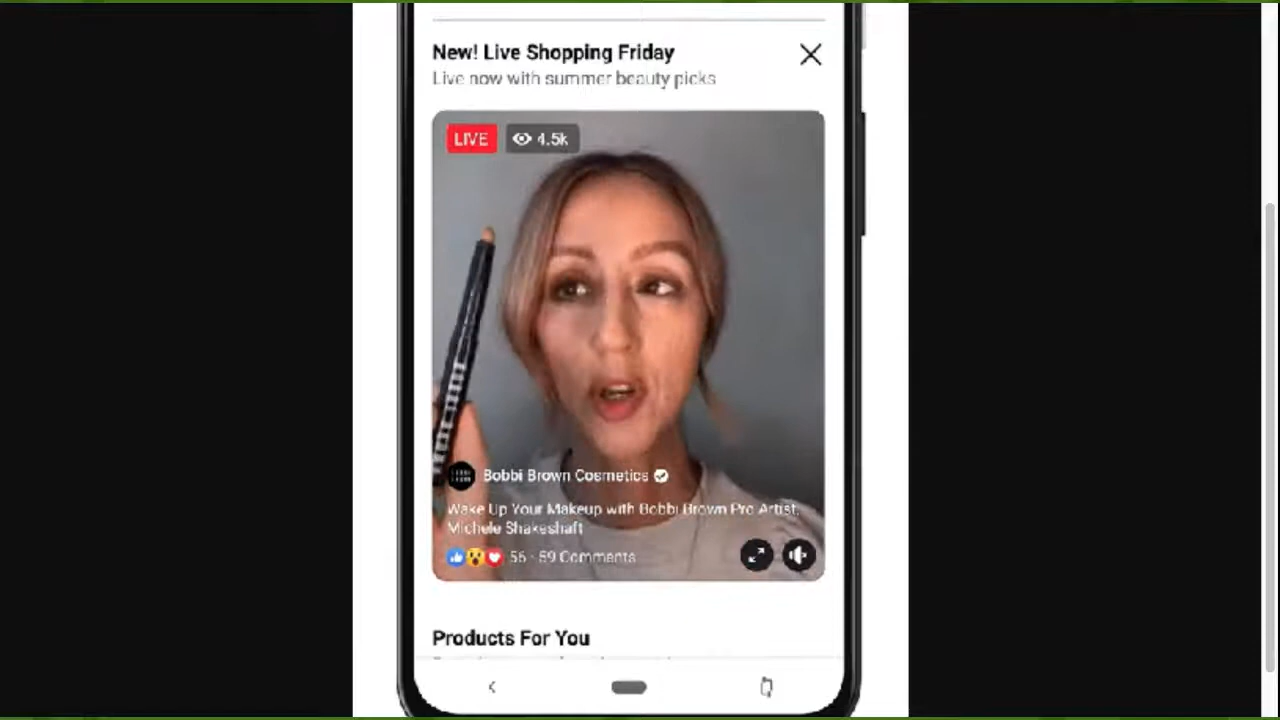 New! Live Shopping Friday
Live now with summer beauty picks
LIVE 4.5k
Bobbi Brown Cosmetics
Wake Up Your Makeup with Bobbi Brown Pro Artist,
Michele Shakeshaft
56 · 59 Comments
Products For You